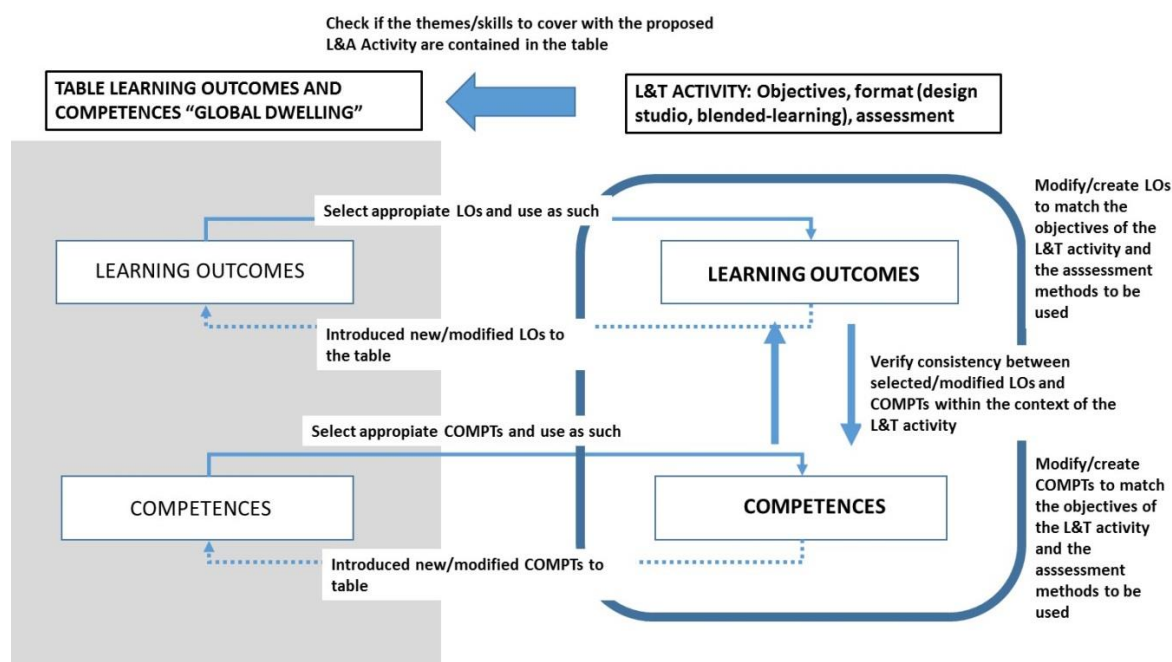 Check if the themes/skills to cover with the proposed
L&A Activity are contained in the table
TABLE LEARNING OUTCOMES AND
COMPETENCES “GLOBAL DWELLING”
L&T ACTIVITY: Objectives, format (design
studio, blended-learning), assessment
Select appropiate LOs and use as such
LEARNING OUTCOMES
LEARNING OUTCOMES
Modify/create LOs
to match the
objectives of the
L&T activity and
the asssessment
methods to be
used
Introduced new/modified LOs to
the table
Verify consistency between
selected/modified LOs and
COMPTs within the context of the
L&T activity
Select appropiate COMPTs and use as such
COMPETENCES
COMPETENCES
Modify/create
COMPTs to match
the objectives of
the L&T activity
and the
asssessment
methods to be
used
Introduced new/modified COMPTs to
table